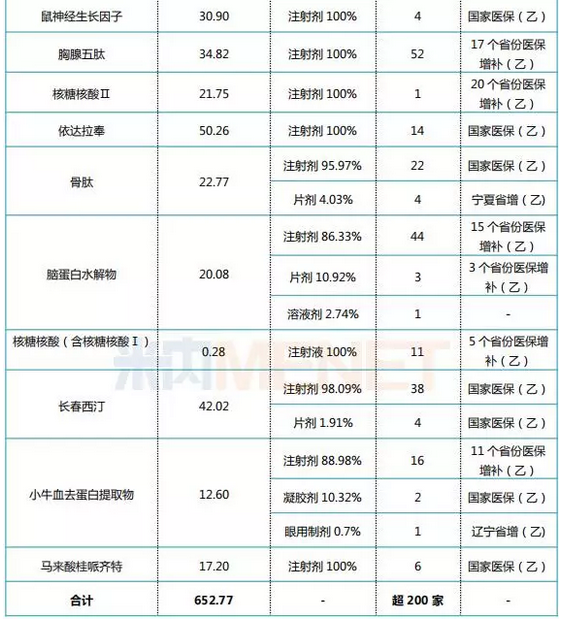 鼠神经生长因子 30.90 注射剂 100% 4 国家医保（乙）
胸腺五肽 34.82 注射剂 100% 52 17 个省份医保
增补（乙）
核糖核酸Ⅱ 21.75 注射剂 100% 1 20 个省份医保
增补（乙）
依达拉奉 50.26 注射剂 100% 14 国家医保（乙）
骨肽 22.77 注射剂 95.97% 22 国家医保（乙）
片剂 4.03% 4 宁夏省增（乙)
脑蛋白水解物 20.08 注射剂 86.33% 44 15 个省份医保
增补（乙）
片剂 10.92% 3 3 个省份医保增
补（乙）
溶液剂 2.74% 1 -
核糖核酸（含核糖核酸Ⅰ） 0.28 注射液 100% 11 5 个省份医保增
补（乙）
米内MENET
长春西汀 42.02 注射剂 98.09% 38 国家医保（乙）
片剂 1.91% 4 国家医保（乙）
小牛血去蛋白提取物 12.60 注射剂 88.98% 16 11 个省份医保
增补（乙）
凝胶剂 10.32% 2 国家医保（乙）
眼用制剂 0.7% 1 辽宁省增（乙)
马来酸桂哌齐特 17.20 注射剂 100% 6 国家医保（乙）
合计 652.77 - 超 200 家 -